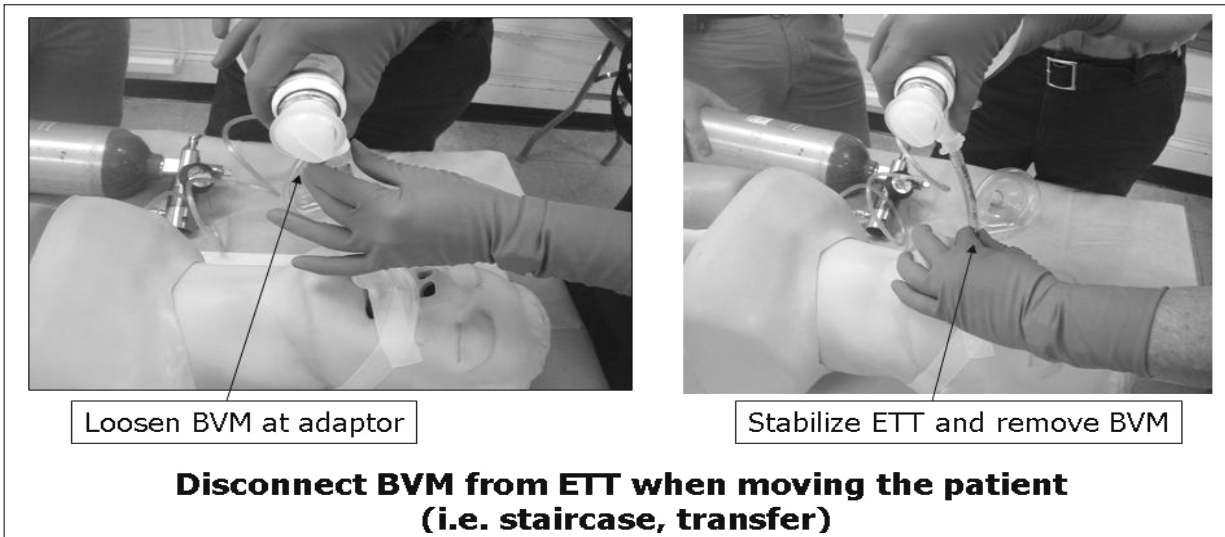 Loosen BVM at adaptor
Stabilize ETT and remove BVM
Disconnect BVM from ETT when moving the patient
(i.e. staircase, transfer)